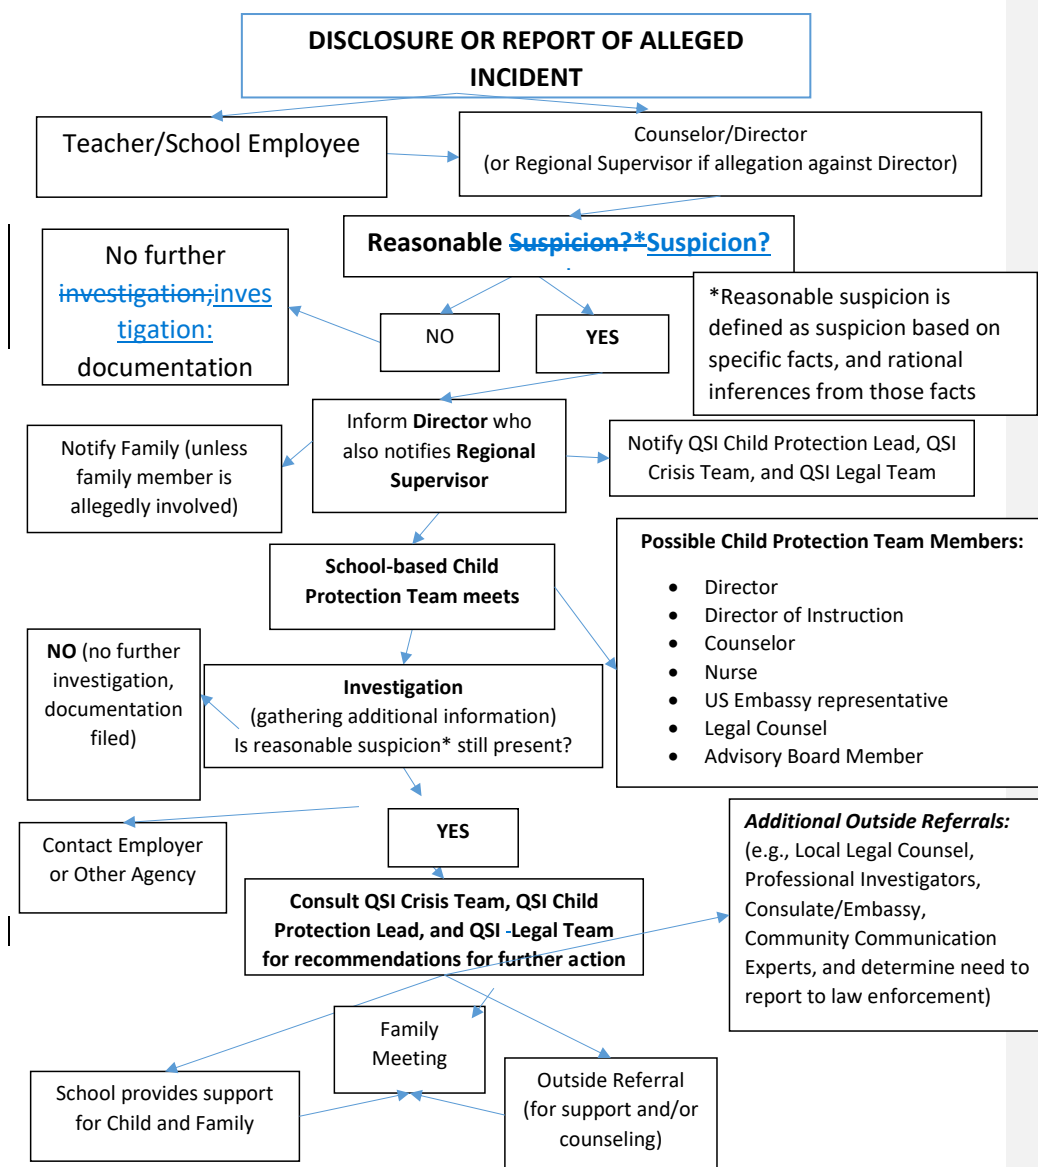 DISCLOSURE OR REPORT OF ALLEGED
INCIDENT
Teacher/School Employee
Counselor/Director
(or Regional Supervisor if allegation against Director)
Reasonable Suspicion?*Suspicion?
No further
investigation;inves
tigation:
documentation
NO
YES
*Reasonable suspicion is
defined as suspicion based on
specific facts, and rational
inferences from those facts
Inform Director who
also notifies Regional
Supervisor
Notify Family (unless
family member is
allegedly involved)
Notify QSI Child Protection Lead, QSI
Crisis Team, and QSI Legal Team
School-based Child
Protection Team meets
Possible Child Protection Team Members:
• Director
• Director of Instruction
• Counselor
• Nurse
• US Embassy representative
• Legal Counsel
• Advisory Board Member
NO (no further
investigation,
documentation
filed)
Investigation
(gathering additional information)
Is reasonable suspicion* still present?
YES
Contact Employer
or Other Agency
Additional Outside Referrals:
(e.g., Local Legal Counsel,
Professional Investigators,
Consulate/Embassy,
Community Communication
Experts, and determine need to
report to law enforcement)
Consult QSI Crisis Team, QSI Child
Protection Lead, and QSI -Legal Team
for recommendations for further action
Family
Meeting
School provides support
for Child and Family
Outside Referral
(for support and/or
counseling)